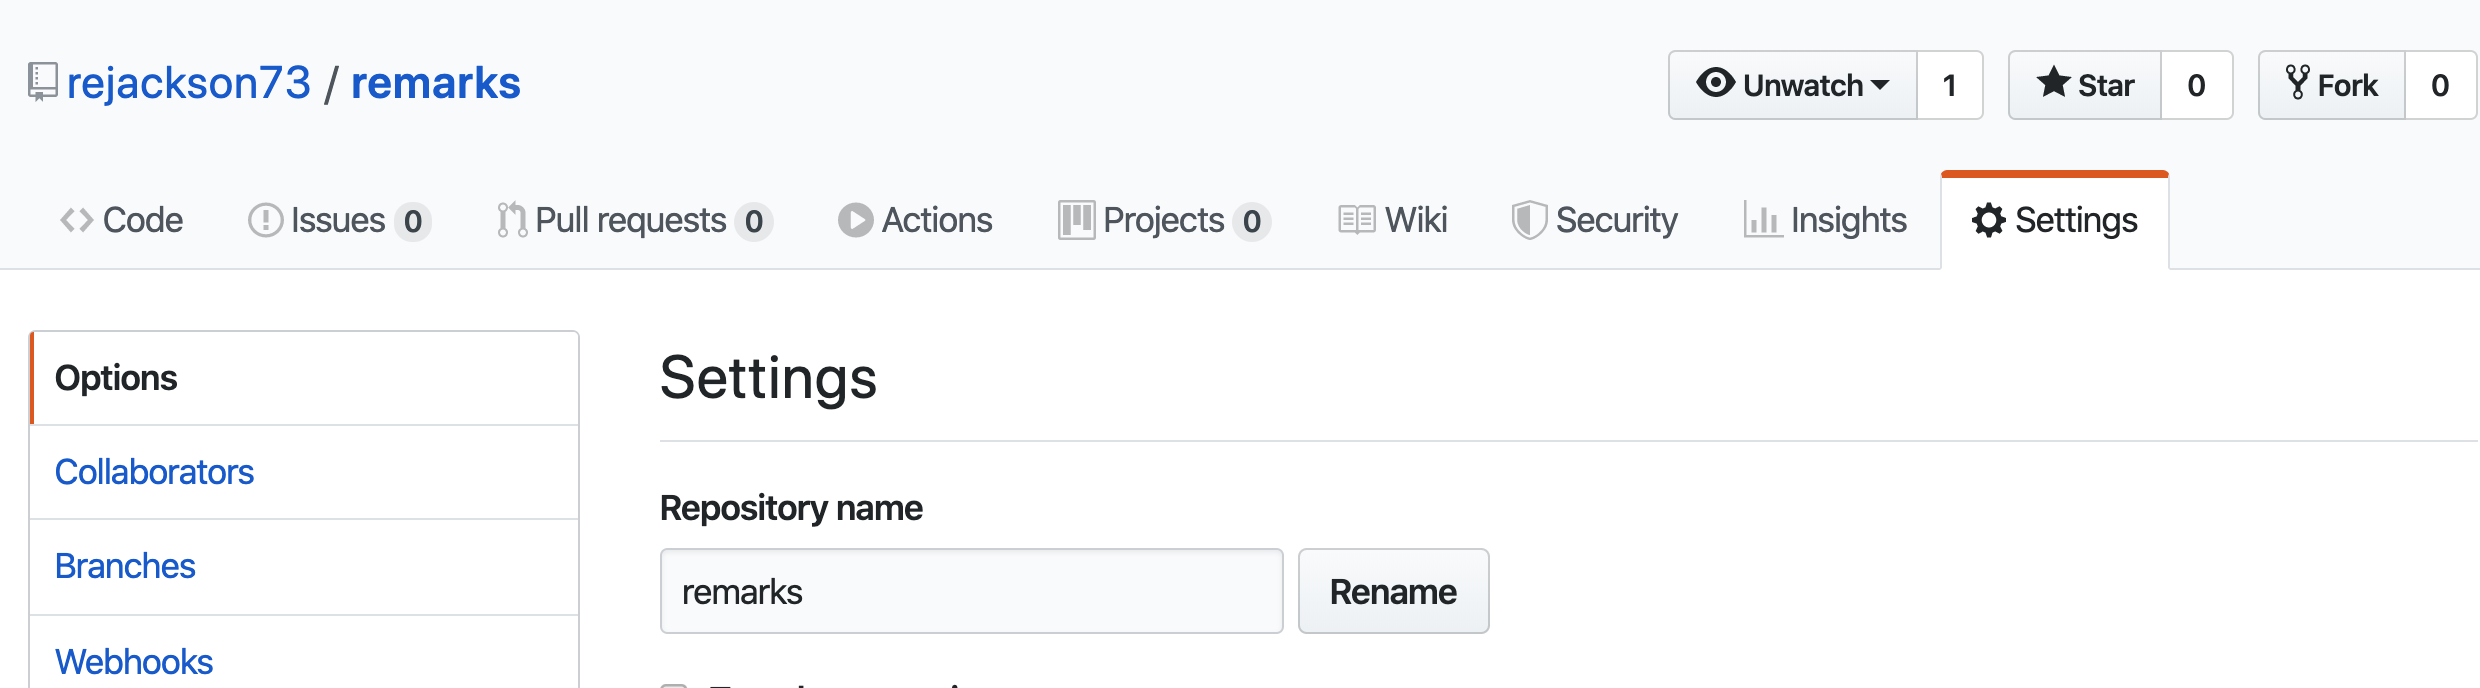 rejackson73 / remarks
Unwatch 1 Star 0 Fork 0
Code Issues 0 Pull requests 0 Actions Projects 0 Wiki Security Insights Settings
Options
Collaborators
Branches
Webhooks
Settings
Repository name
remarks Rename